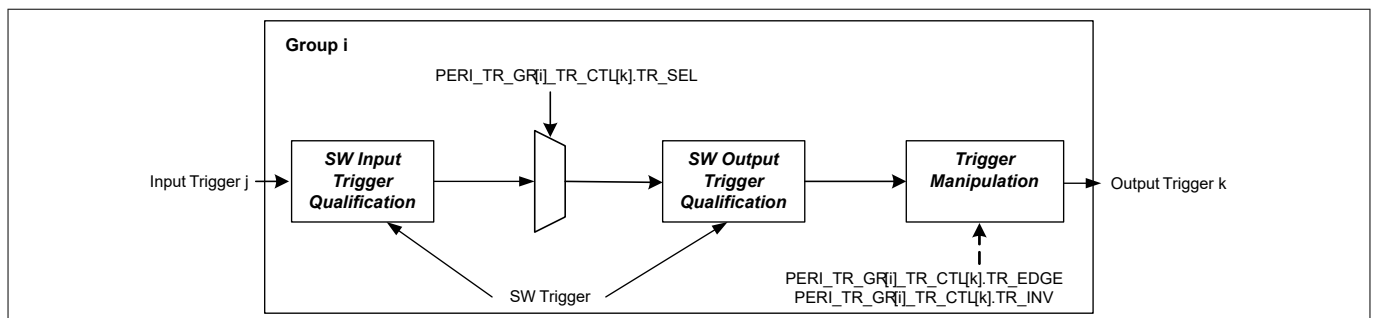 Group i
PERI_TR_GR[i]_TR_CTL[k].TR_SEL
SW Input
Trigger
Qualification
SW Output
Trigger
Qualification
Trigger
Manipulation
Input Trigger j
Output Trigger k
SW Trigger
PERI_TR_GR[i]_TR_CTL[k].TR_EDGE
PERI_TR_GR[i]_TR_CTL[k].TR_INV